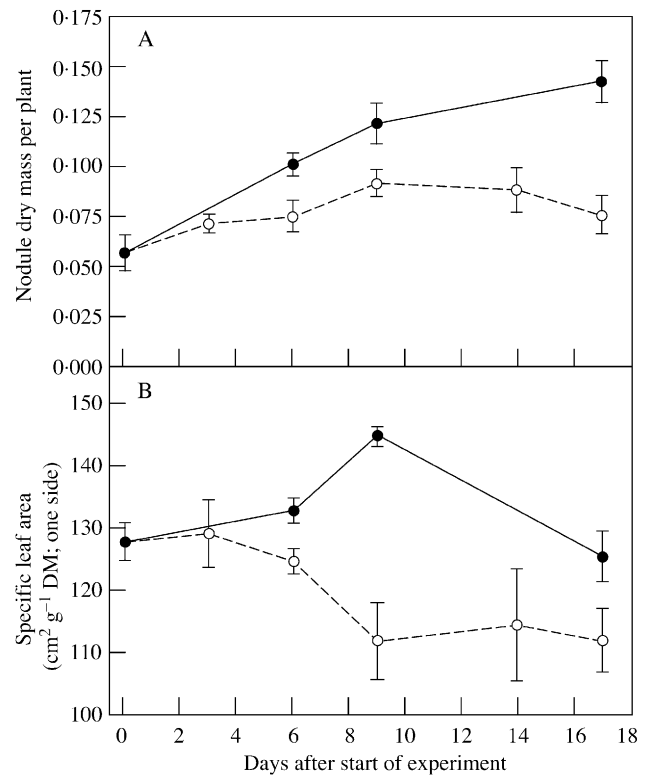 0·175
A
0·150
0·125
0·100
0·075
0·050
0·025
0·000
Nodule dry mass per plant
B
150
140
130
120
110
100
Specific leaf area
(cm² g⁻¹ DM; one side)
0 2 4 6 8 10 12 14 16 18
Days after start of experiment